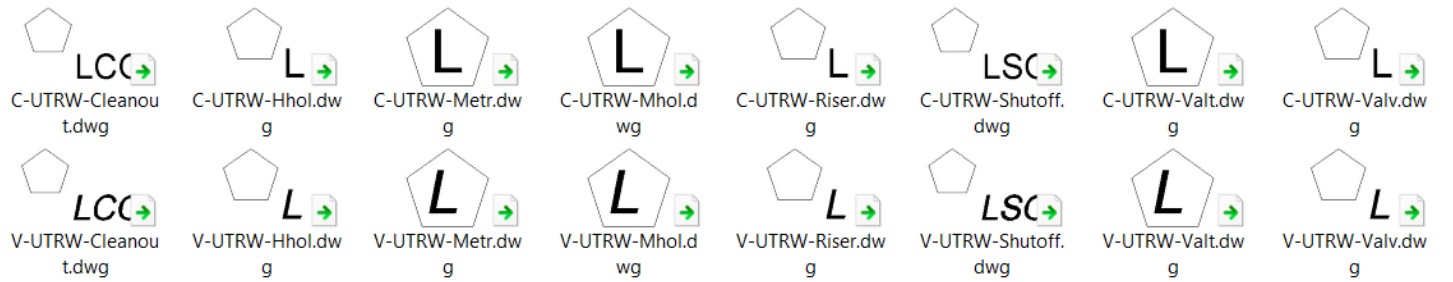 LCC L L L L LSC L L
C-UTRW-Cleanou C-UTRW-Hhol.dw C-UTRW-Metr.dw C-UTRW-Mhol.d C-UTRW-Riser.dw C-UTRW-Shutoff. C-UTRW-Valt.dw C-UTRW-Valv.dw
t.dwg g g wg g dwg g g
LCC L L L L LSC L L
V-UTRW-Cleanou V-UTRW-Hhol.dw V-UTRW-Metr.dw V-UTRW-Mhol.d V-UTRW-Riser.dw V-UTRW-Shutoff. V-UTRW-Valt.dw V-UTRW-Valv.dw
t.dwg g g wg g dwg g g